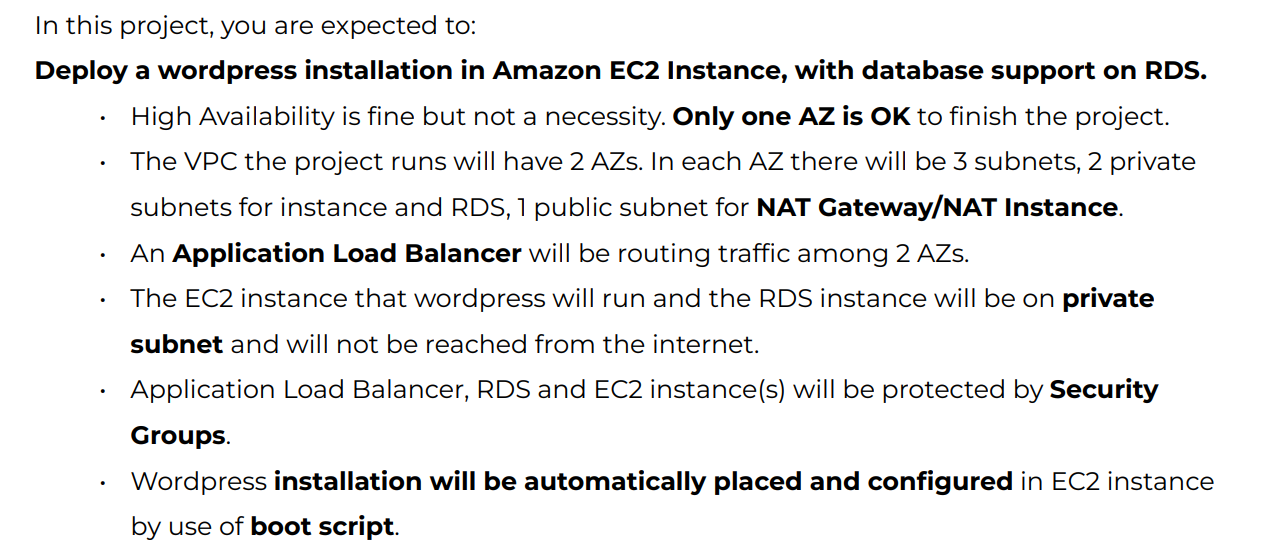 In this project, you are expected to:
Deploy a wordpress installation in Amazon EC2 Instance, with database support on RDS.
• High Availability is fine but not a necessity. Only one AZ is OK to finish the project.
• The VPC the project runs will have 2 AZs. In each AZ there will be 3 subnets, 2 private
subnets for instance and RDS, 1 public subnet for NAT Gateway/NAT Instance.
• An Application Load Balancer will be routing traffic among 2 AZs.
• The EC2 instance that wordpress will run and the RDS instance will be on private
subnet and will not be reached from the internet.
• Application Load Balancer, RDS and EC2 instance(s) will be protected by Security
Groups.
• Wordpress installation will be automatically placed and configured in EC2 instance
by use of boot script.